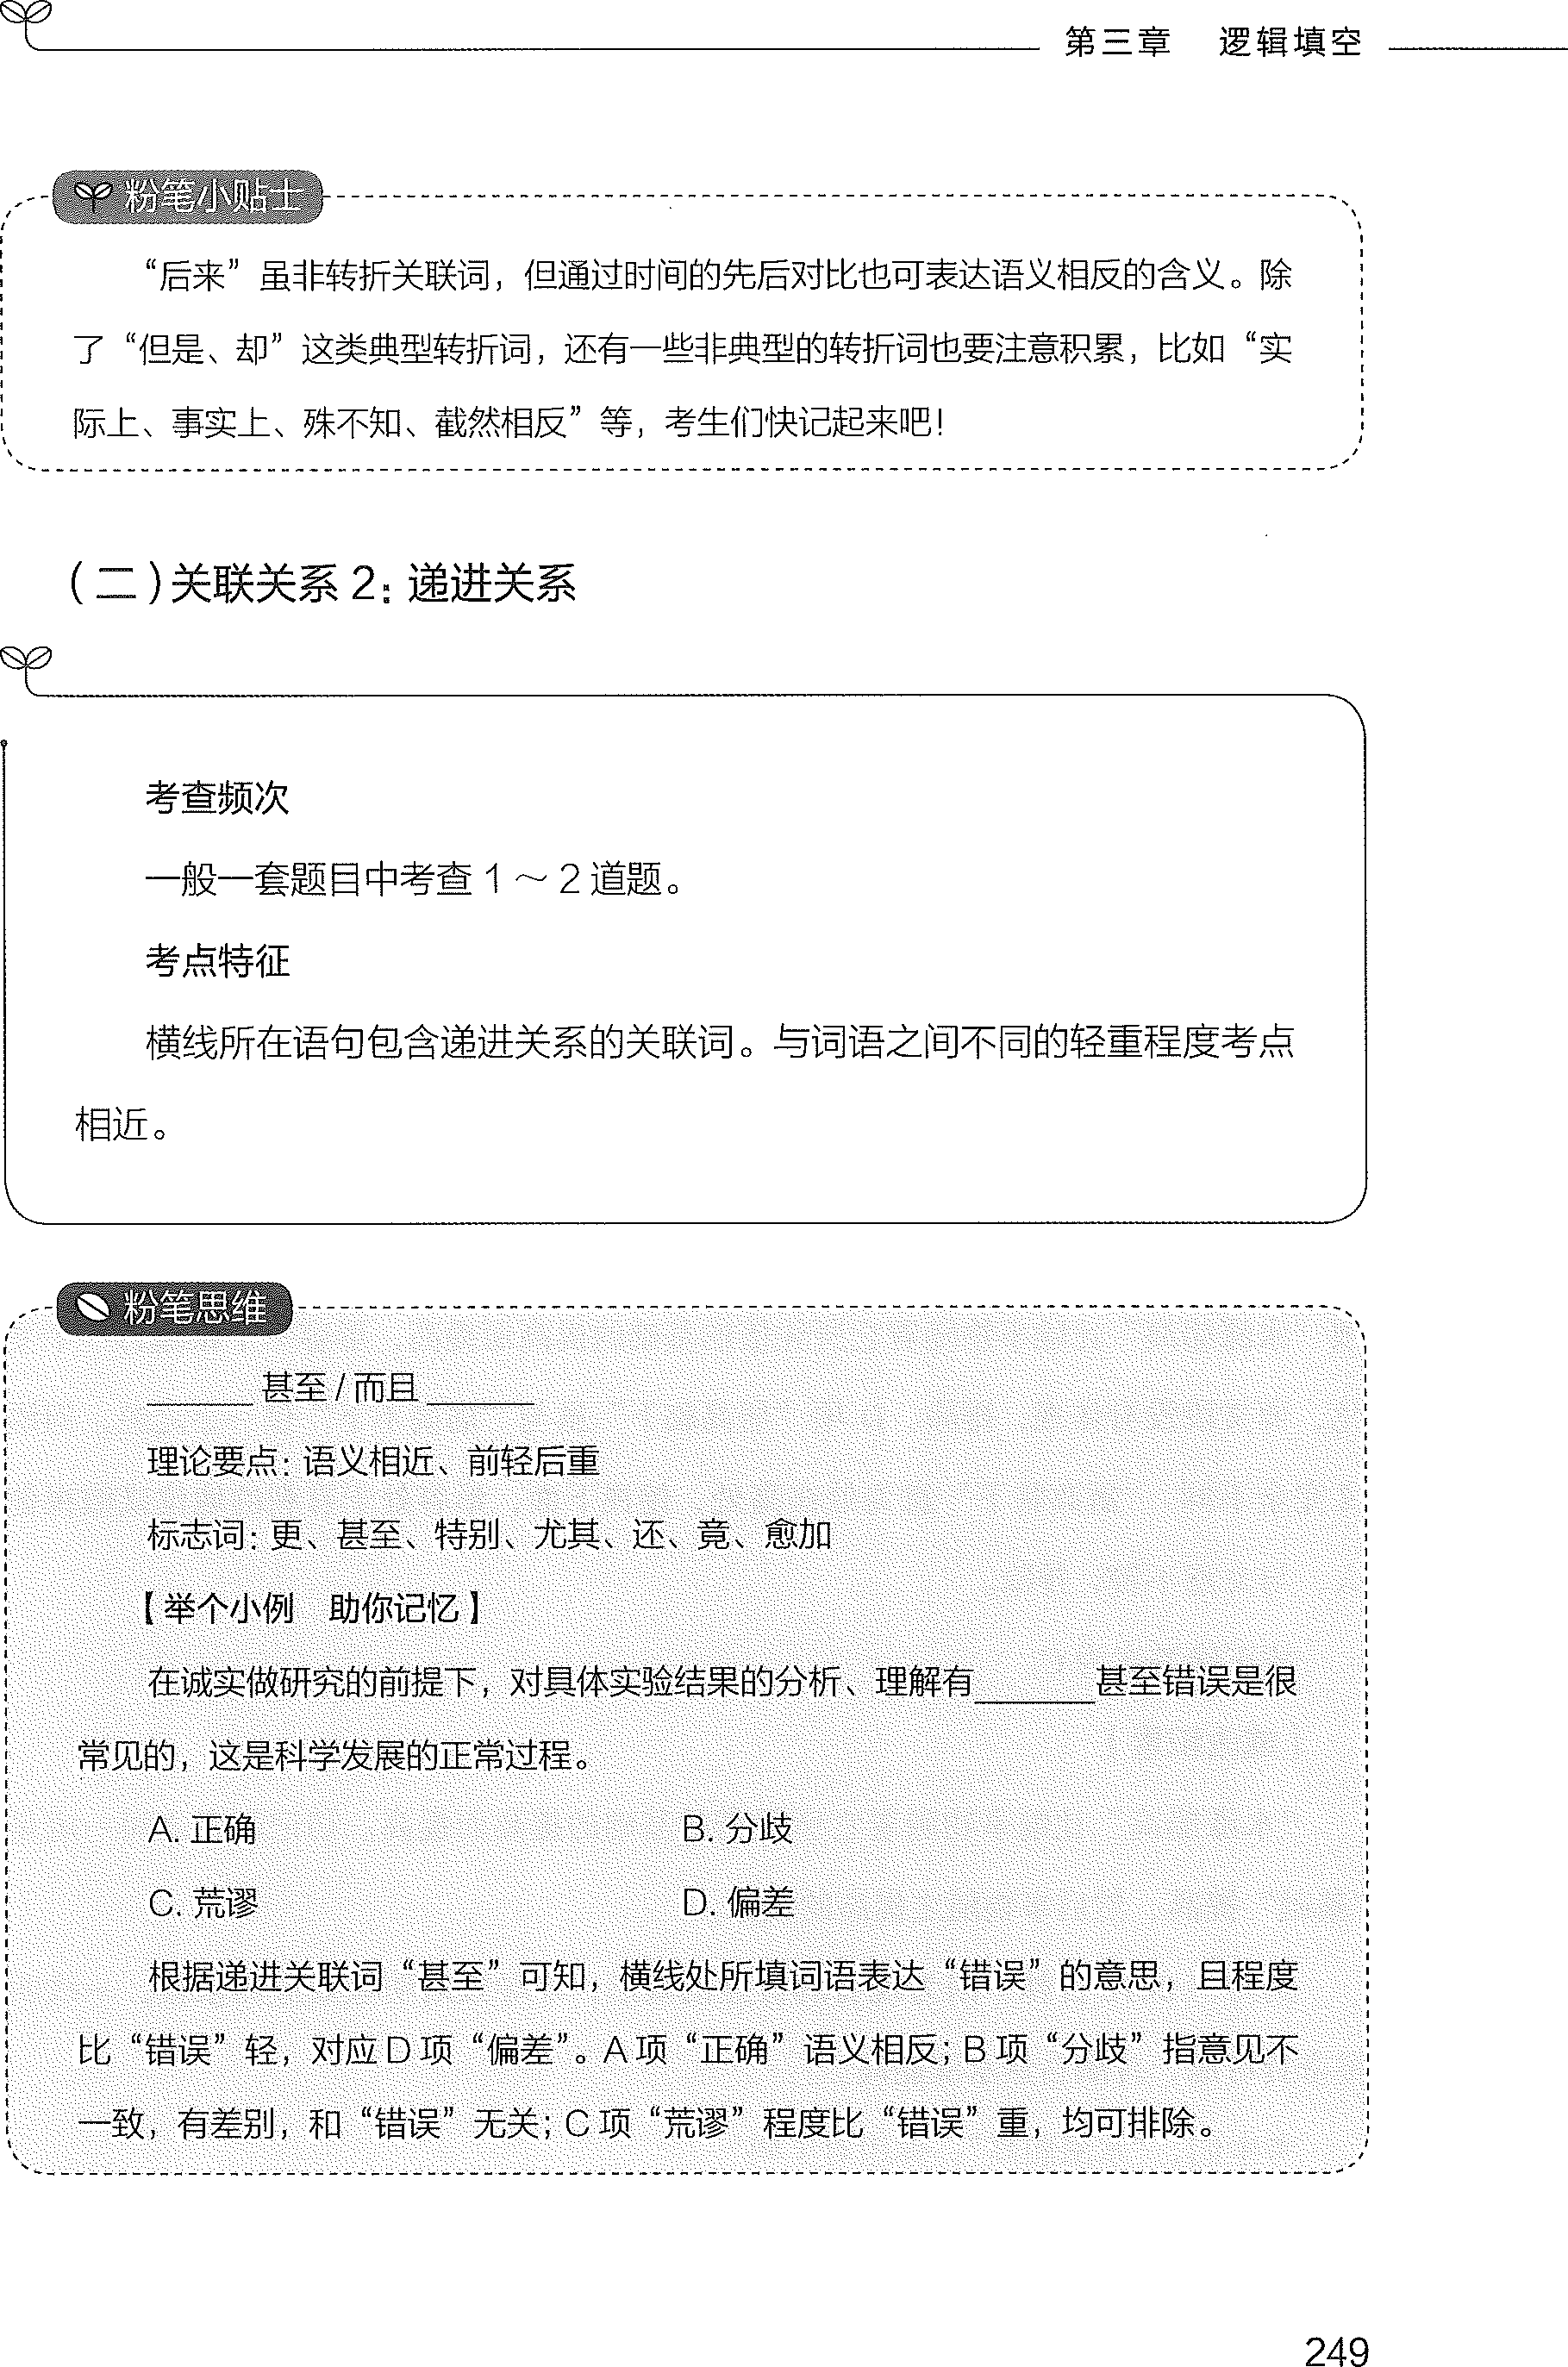 第三章 逻辑填空
粉笔小贴士
“后来”虽非转折关联词，但通过时间的先后对比也可表达语义相反的含义。除
了“但是、却”这类典型转折词，还有一些非典型的转折词也要注意积累，比如“实
际上、事实上、殊不知、截然相反”等，考生们快记起来吧！
（二）关联关系 2：递进关系
考查频次
一般一套题目中考查 1～2 道题。
考点特征
横线所在语句包含递进关系的关联词。与词语之间不同的轻重程度考点
相近。
粉笔思维
______甚至 / 而且______
理论要点：语义相近、前轻后重
标志词：更、甚至、特别、尤其、还、竟、愈加
【举个小例 助你记忆】
在诚实做研究的前提下，对具体实验结果的分析、理解有______甚至错误是很
常见的，这是科学发展的正常过程。
A. 正确 B. 分歧
C. 荒谬 D. 偏差
根据递进关联词“甚至”可知，横线处所填词语表达“错误”的意思，且程度
比“错误”轻，对应 D 项“偏差”。A 项“正确”语义相反；B 项“分歧”指意见不
一致，有差别，和“错误”无关；C 项“荒谬”程度比“错误”重，均可排除。
249